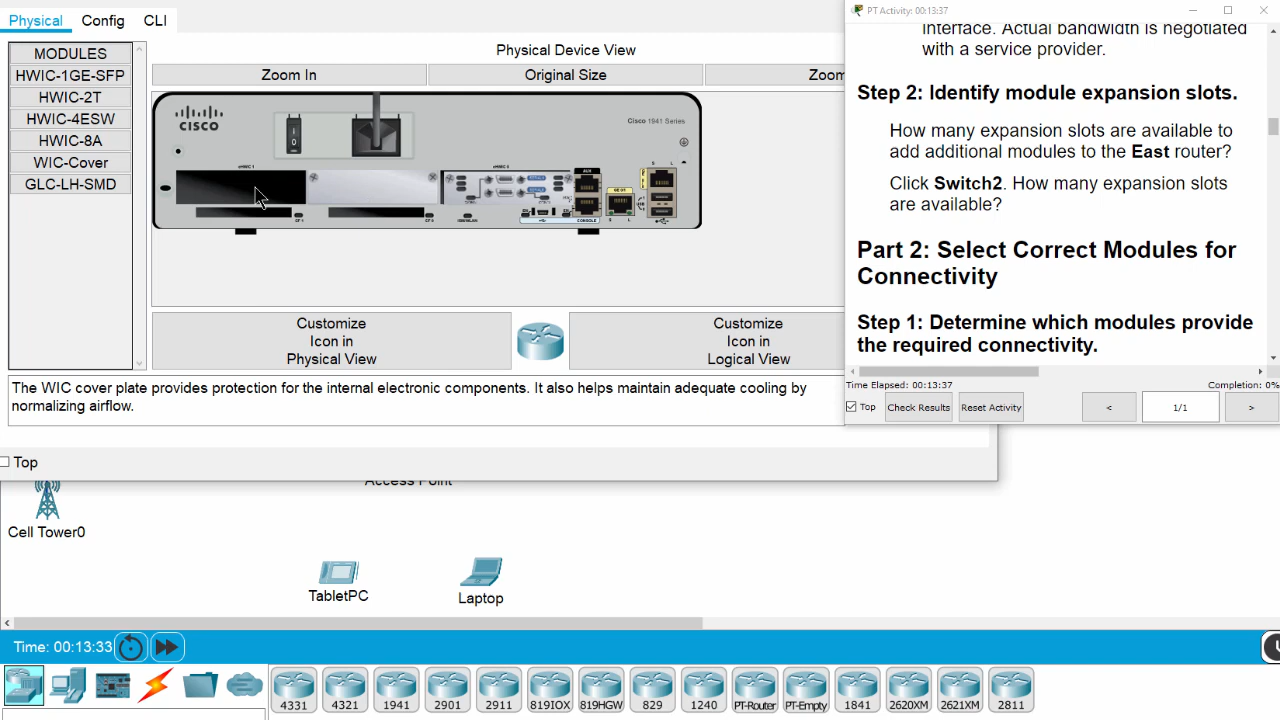 Physical
Config
CLI
MODULES
HWIC-1GE-SFP
HWIC-2T
HWIC-4ESW
HWIC-8A
WIC-Cover
GLC-LH-SMD
Physical Device View
Zoom In
Original Size
Zoom
CISCO
Cisco 1941 Series
AUX
CONSOLE
Customize
Icon in
Physical View
Customize
Icon in
Logical View
The WIC cover plate provides protection for the internal electronic components. It also helps maintain adequate cooling by
normalizing airflow.
Top
PT Activity: 00:13:37
interface. Actual bandwidth is negotiated
with a service provider.
Step 2: Identify module expansion slots.
How many expansion slots are available to
add additional modules to the East router?
Click Switch2. How many expansion slots
are available?
Part 2: Select Correct Modules for
Connectivity
Step 1: Determine which modules provide
the required connectivity.
Time Elapsed: 00:13:37
Completion: 0%
Top
Check Results
Reset Activity
<
1/1
>
Access Point
Cell Tower0
TabletPC
Laptop
Time: 00:13:33
4331
4321
1941
2901
2911
819IOX
819HGW
829
1240
PT-Router
PT-Empty
1841
2620XM
2621XM
2811